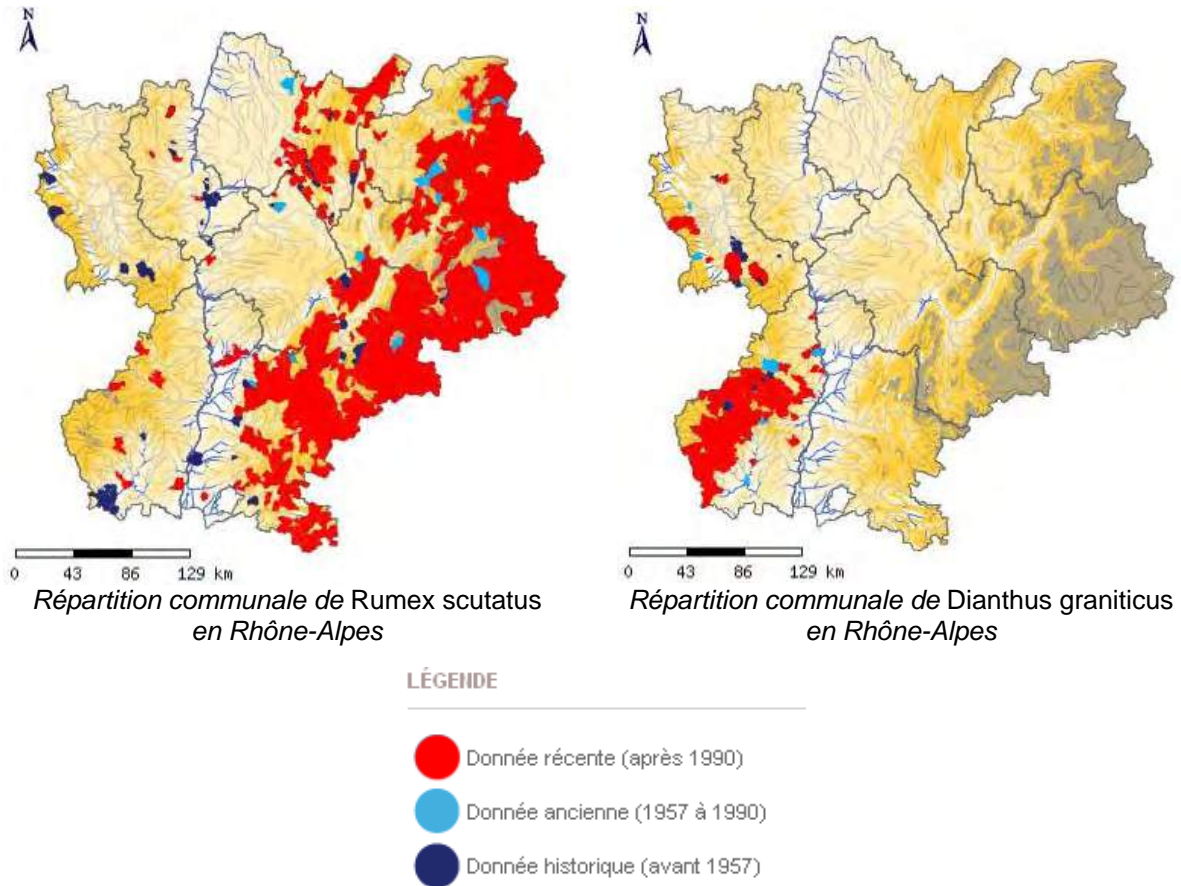 N
N
0 43 86 129 km
0 43 86 129 km
Répartition communale de Rumex scutatus
en Rhône-Alpes
Répartition communale de Dianthus graniticus
en Rhône-Alpes
LÉGENDE
Donnée récente (après 1990)
Donnée ancienne (1957 à 1990)
Donnée historique (avant 1957)